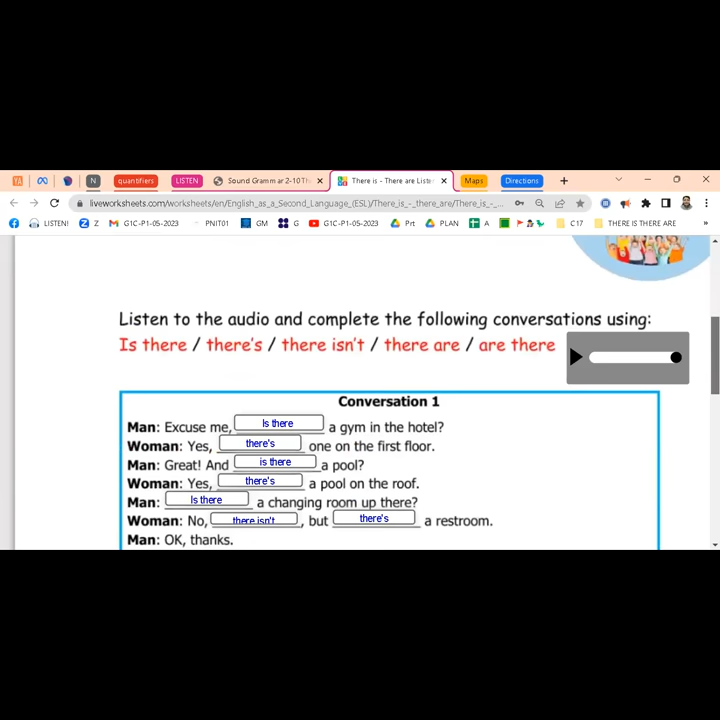 quantifiers
LISTEN
Sound Grammar 2-10 Th
There is - There are Liste
Maps
Directions
liveworksheets.com/worksheets/en/English_as_a_Second_Language_(ESL)/There_is_-_there_are/There_is_-_...
LISTEN!
Z
G1C-P1-05-2023
PNIT01
GM
G
G1C-P1-05-2023
Prt
PLAN
A
C17
THERE IS THERE ARE
»
Listen to the audio and complete the following conversations using:
Is there / there's / there isn't / there are / are there
Conversation 1
Man: Excuse me, Is there a gym in the hotel?
Woman: Yes, there's one on the first floor.
Man: Great! And is there a pool?
Woman: Yes, there's a pool on the roof.
Man: Is there a changing room up there?
Woman: No, there isn't, but there's a restroom.
Man: OK, thanks.